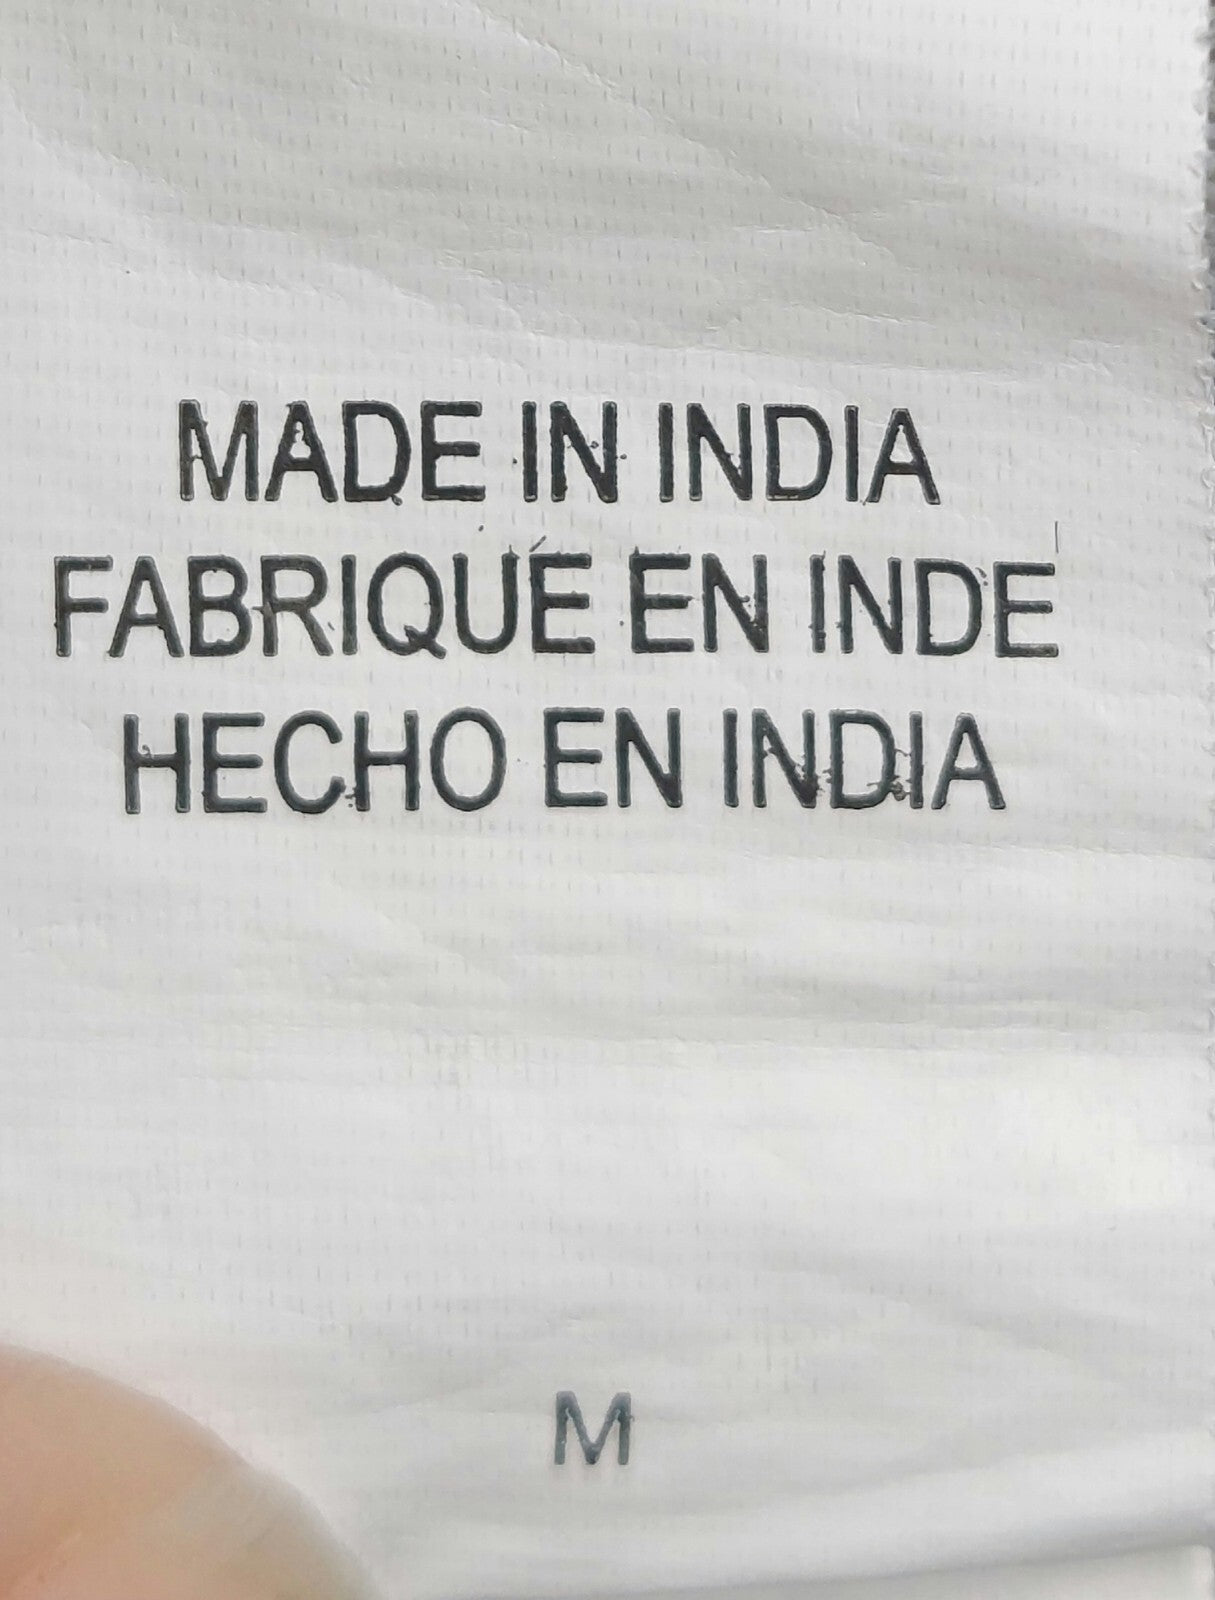 MADE IN INDIA
FABRIQUÉ EN INDE
HECHO EN INDIA
M